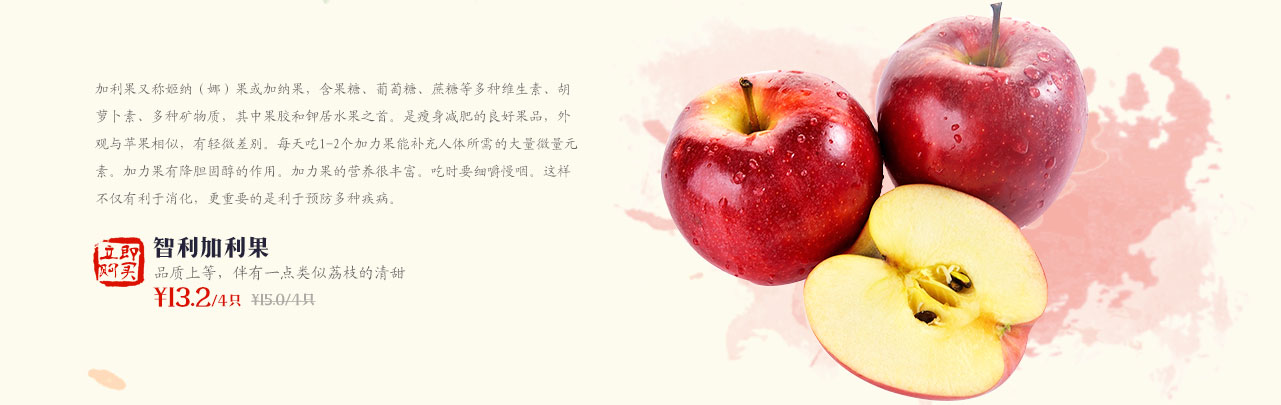 加利果又称姬纳（娜）果或加纳果，含果糖、葡萄糖、蔗糖等多种维生素、胡
萝卜素、多种矿物质，其中果胶和钾居水果之首。是瘦身减肥的良好果品，外
观与苹果相似，有轻微差别。每天吃1-2个加力果能补充人体所需的大量微量元
素。加力果有降胆固醇的作用。加力果的营养很丰富。吃时要细嚼慢咽。这样
不仅有利于消化，更重要的是利于预防多种疾病。
立即
购买
智利加利果
品质上等，伴有一点类似荔枝的清甜
¥13.2/4只 ¥15.0/4只